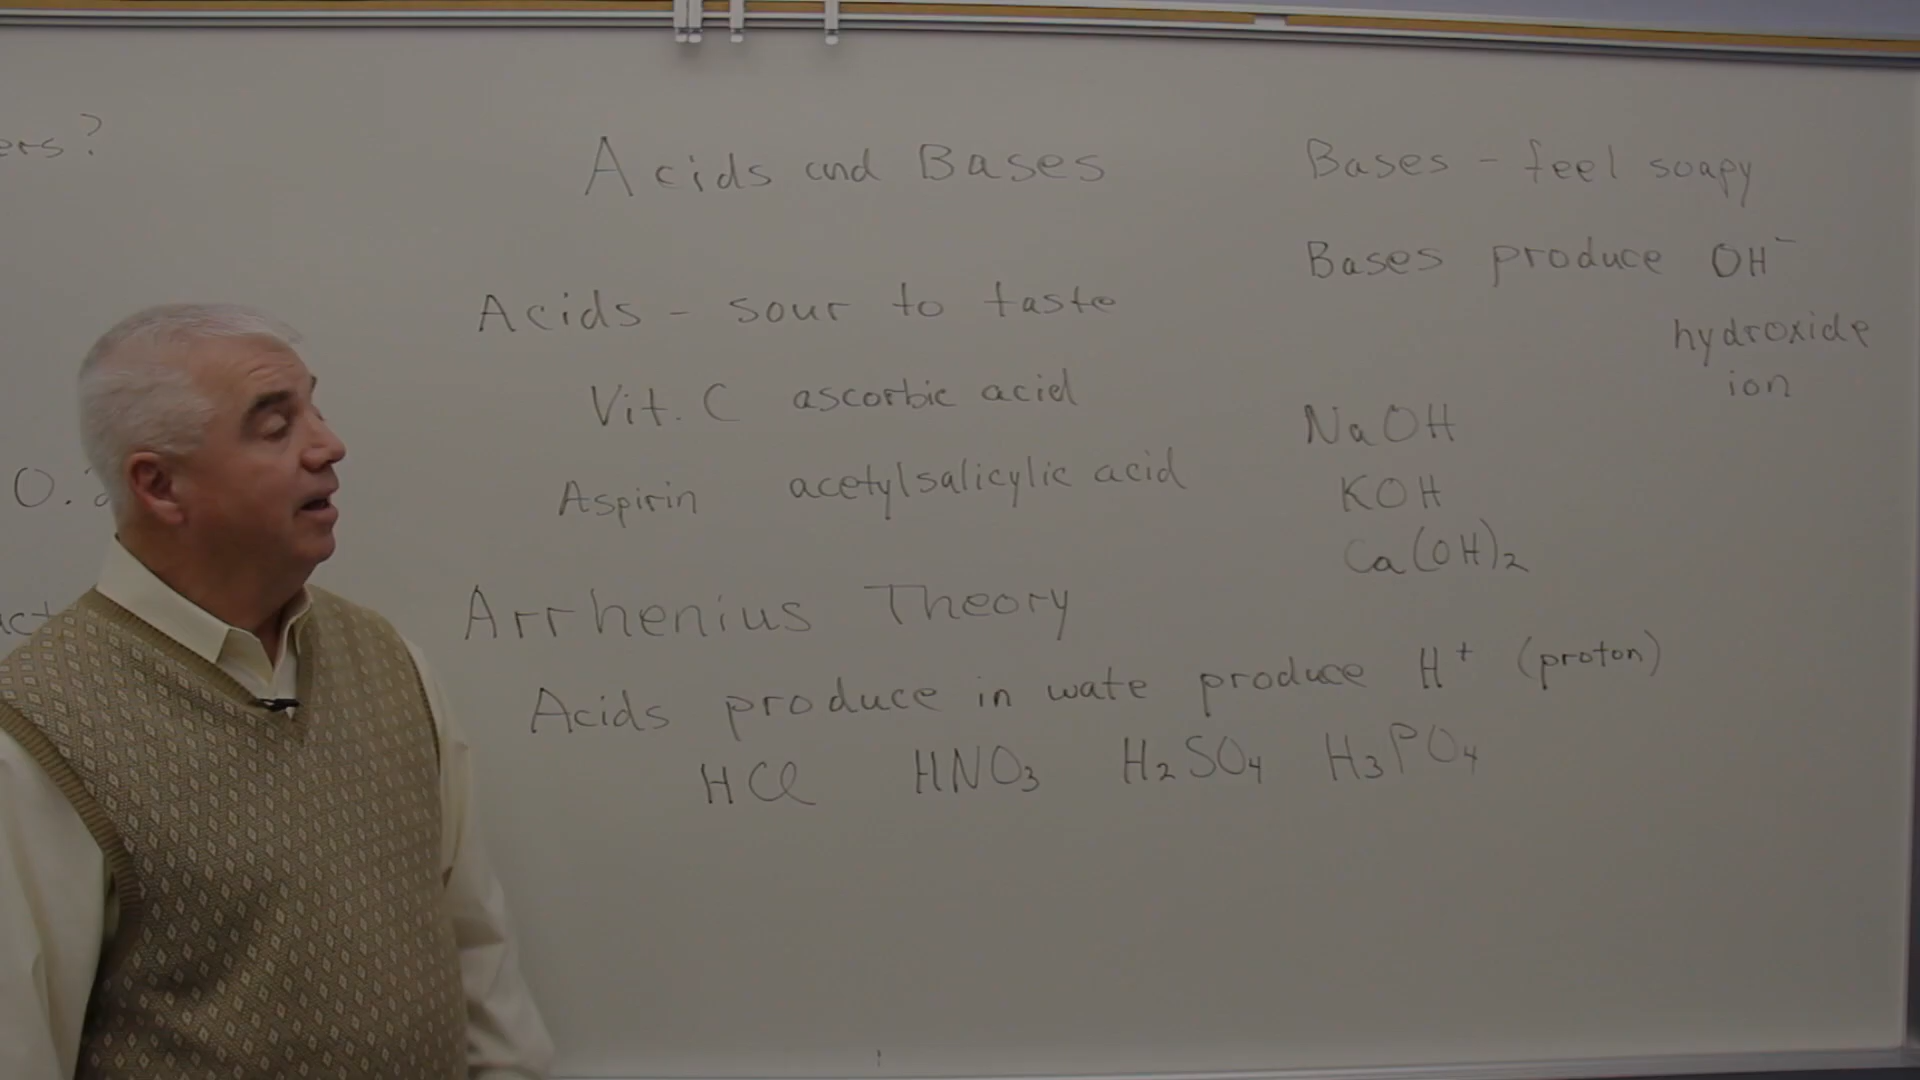 Acids and Bases
Acids - sour to taste
Vit. C ascorbic acid
Aspirin acetylsalicylic acid
Arrhenius Theory
Acids produce in wate produce H⁺ (proton)
HCl HNO₃ H₂SO₄ H₃PO₄
Bases - feel soapy
Bases produce OH⁻
hydroxide
ion
NaOH
KOH
Ca(OH)₂